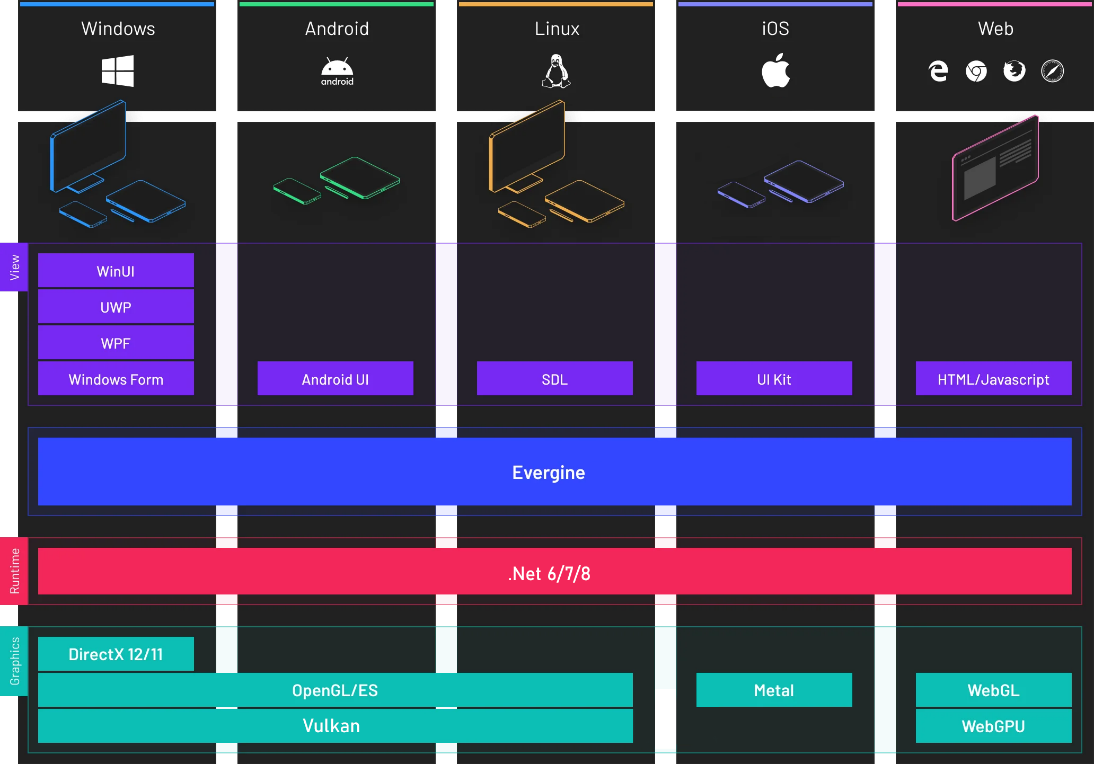 Windows
Android
Linux
iOS
Web
android
View
WinUI
UWP
WPF
Windows Form
Android UI
SDL
UI Kit
HTML/Javascript
Evergine
Runtime
.Net 6/7/8
Graphics
DirectX 12/11
OpenGL/ES
Metal
WebGL
Vulkan
WebGPU